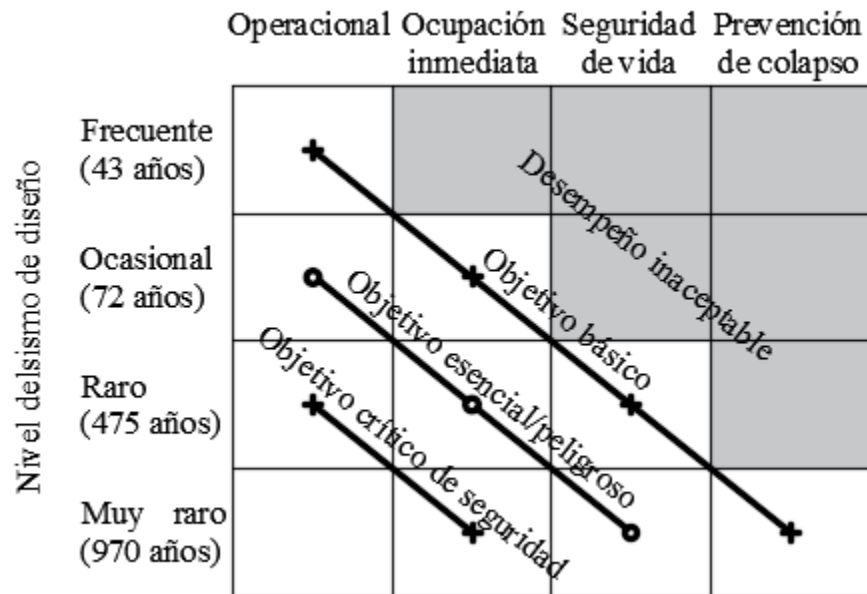 Operacional
Ocupación
inmediata
Seguridad
de vida
Prevención
de colapso
Nivel delsismo de diseño
Frecuente
(43 años)
Ocasional
(72 años)
Raro
(475 años)
Muy raro
(970 años)
Desempeño inaceptable
Objetivo básico
Objetivo esencial/peligroso
Objetivo crítico de seguridad